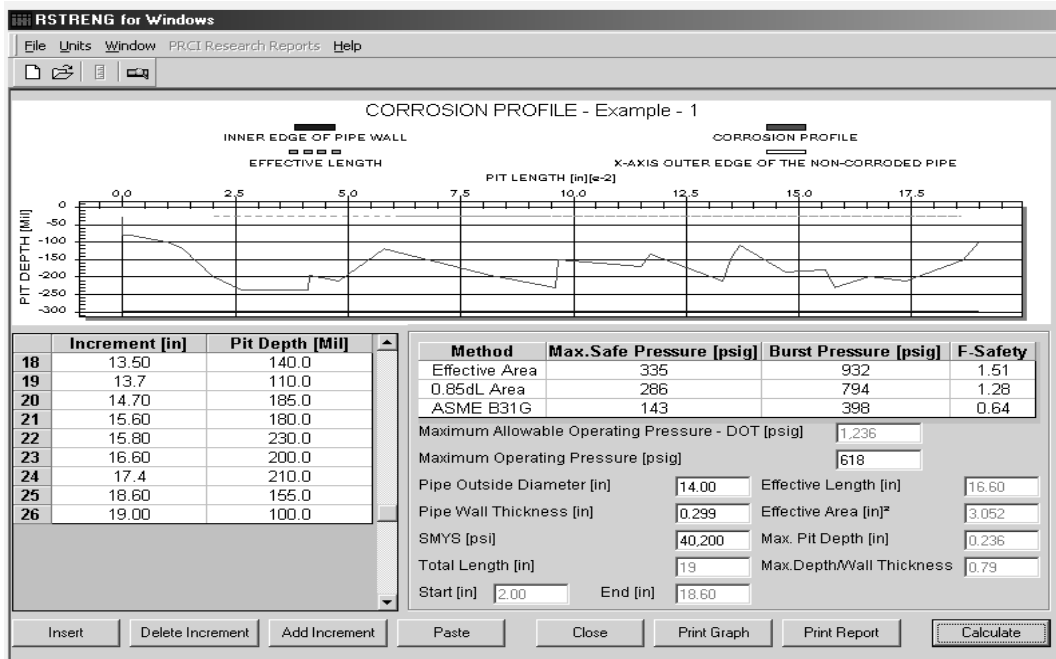 RSTRENG for Windows
File Units Window PRCI Research Reports Help
CORROSION PROFILE - Example - 1
INNER EDGE OF PIPE WALL
CORROSION PROFILE
EFFECTIVE LENGTH
X-AXIS OUTER EDGE OF THE NON-CORRODED PIPE
PIT LENGTH [in][e-2]
0,0 2,5 5,0 7,5 10,0 12,5 15,0 17,5
PIT DEPTH [Mil]
0
-50
-100
-150
-200
-250
-300
Increment [in] Pit Depth [Mil]
18 13.50 140.0
19 13.7 110.0
20 14.70 185.0
21 15.60 180.0
22 15.80 230.0
23 16.60 200.0
24 17.4 210.0
25 18.60 155.0
26 19.00 100.0
Method Max.Safe Pressure [psig] Burst Pressure [psig] F-Safety
Effective Area 335 932 1.51
0.85dL Area 286 794 1.28
ASME B31G 143 398 0.64
Maximum Allowable Operating Pressure - DOT [psig] 1,236
Maximum Operating Pressure [psig] 618
Pipe Outside Diameter [in] 14.00 Effective Length [in] 16.60
Pipe Wall Thickness [in] 0.299 Effective Area [in]² 3.052
SMYS [psi] 40,200 Max. Pit Depth [in] 0.236
Total Length [in] 19 Max.Depth/Wall Thickness 0.79
Start [in] 2.00 End [in] 18.60
Insert Delete Increment Add Increment Paste Close Print Graph Print Report Calculate